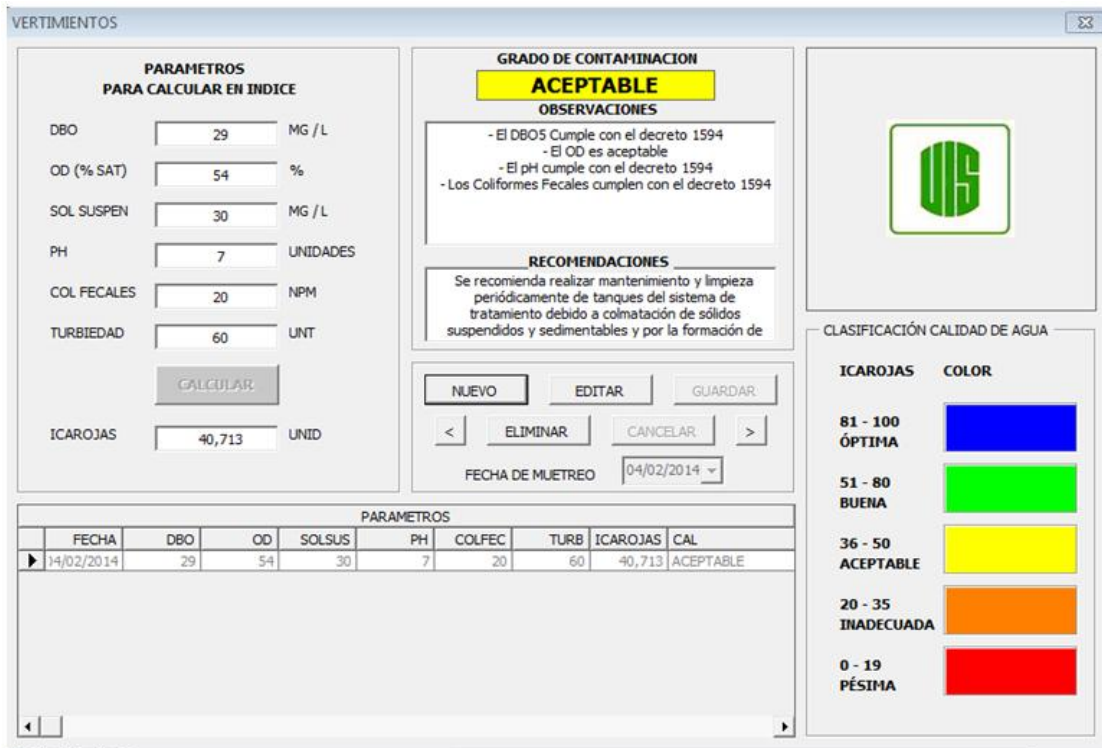 VERTIMIENTOS
PARAMETROS
PARA CALCULAR EN INDICE
DBO 29 MG / L
OD (% SAT) 54 %
SOL SUSPEN 30 MG / L
PH 7 UNIDADES
COL FECALES 20 NPM
TURBIEDAD 60 UNT
CALCULAR
ICAROJAS 40,713 UNID
GRADO DE CONTAMINACION
ACEPTABLE
OBSERVACIONES
- El DBO5 Cumple con el decreto 1594
- El OD es aceptable
- El pH cumple con el decreto 1594
- Los Coliformes Fecales cumplen con el decreto 1594
RECOMENDACIONES
Se recomienda realizar mantenimiento y limpieza
periódicamente de tanques del sistema de
tratamiento debido a colmatación de sólidos
suspendidos y sedimentables y por la formación de
NUEVO EDITAR GUARDAR
< ELIMINAR CANCELAR >
FECHA DE MUETREO 04/02/2014
UIS
CLASIFICACIÓN CALIDAD DE AGUA
ICAROJAS COLOR
81 - 100
ÓPTIMA
51 - 80
BUENA
36 - 50
ACEPTABLE
20 - 35
INADECUADA
0 - 19
PÉSIMA
PARAMETROS
FECHA DBO OD SOLSUS PH COLFEC TURB ICAROJAS CAL
04/02/2014 29 54 30 7 20 60 40,713 ACEPTABLE